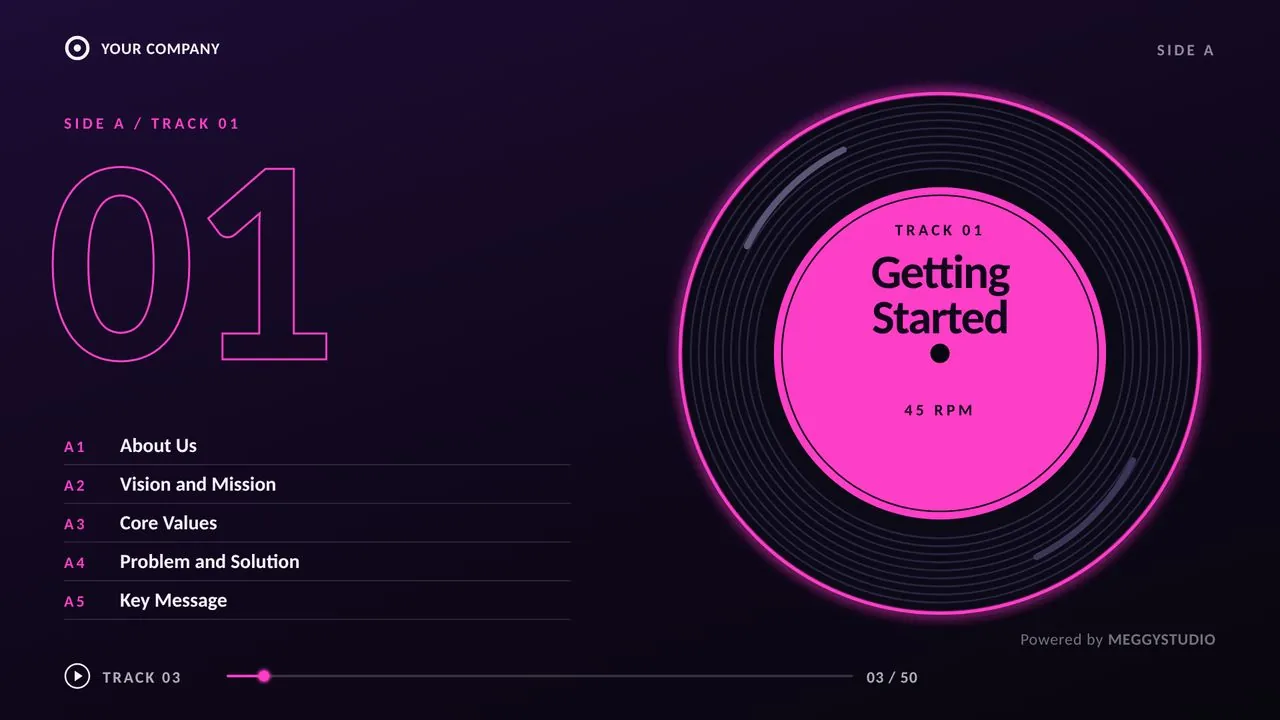 YOUR COMPANY
SIDE A
SIDE A / TRACK 01
01
TRACK 01
Getting
Started
45 RPM
A1 About Us
A2 Vision and Mission
A3 Core Values
A4 Problem and Solution
A5 Key Message
Powered by MEGGYSTUDIO
TRACK 03
03 / 50